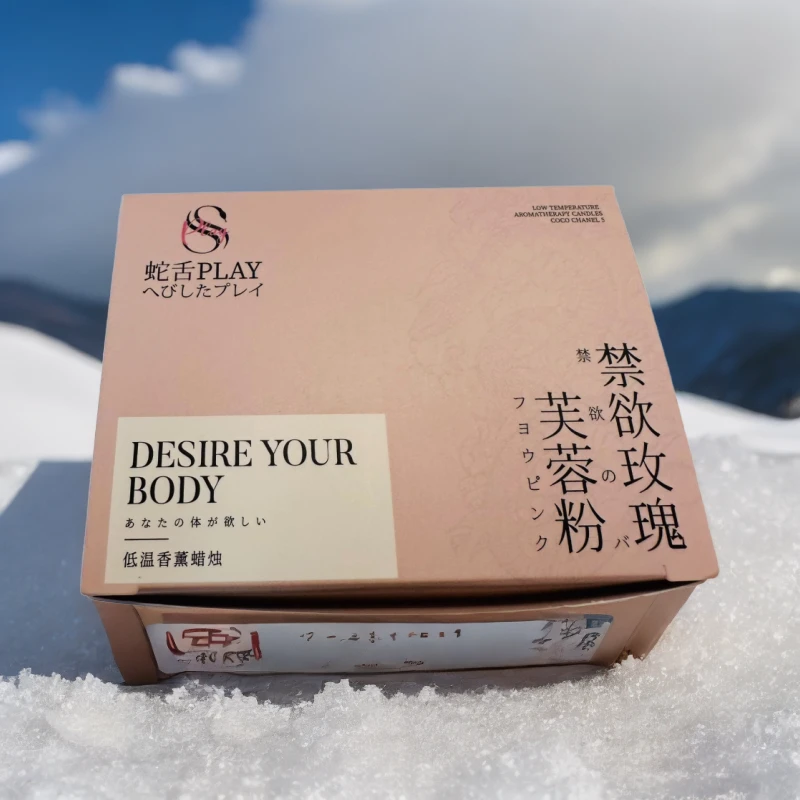 Play
蛇舌PLAY
へびしたプレイ
LOW TEMPERATURE
AROMATHERAPY CANDLES
COCO CHANEL 5
禁欲玫瑰
禁欲のバ
芙蓉粉
フヨウピンク
DESIRE YOUR
BODY
あなたの体が欲しい
低温香薰蜡烛